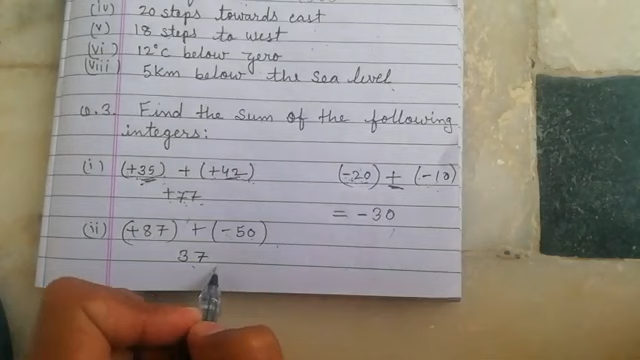 (iv) 20 steps towards east
(v) 18 steps to west
(vi) 12°C below zero
(viii) 5km below the sea level
Q.3. Find the sum of the following
integers:
(i) (+35) + (+42) (-20) + (-10)
+77
= -30
(ii) (+87) + (-50)
37